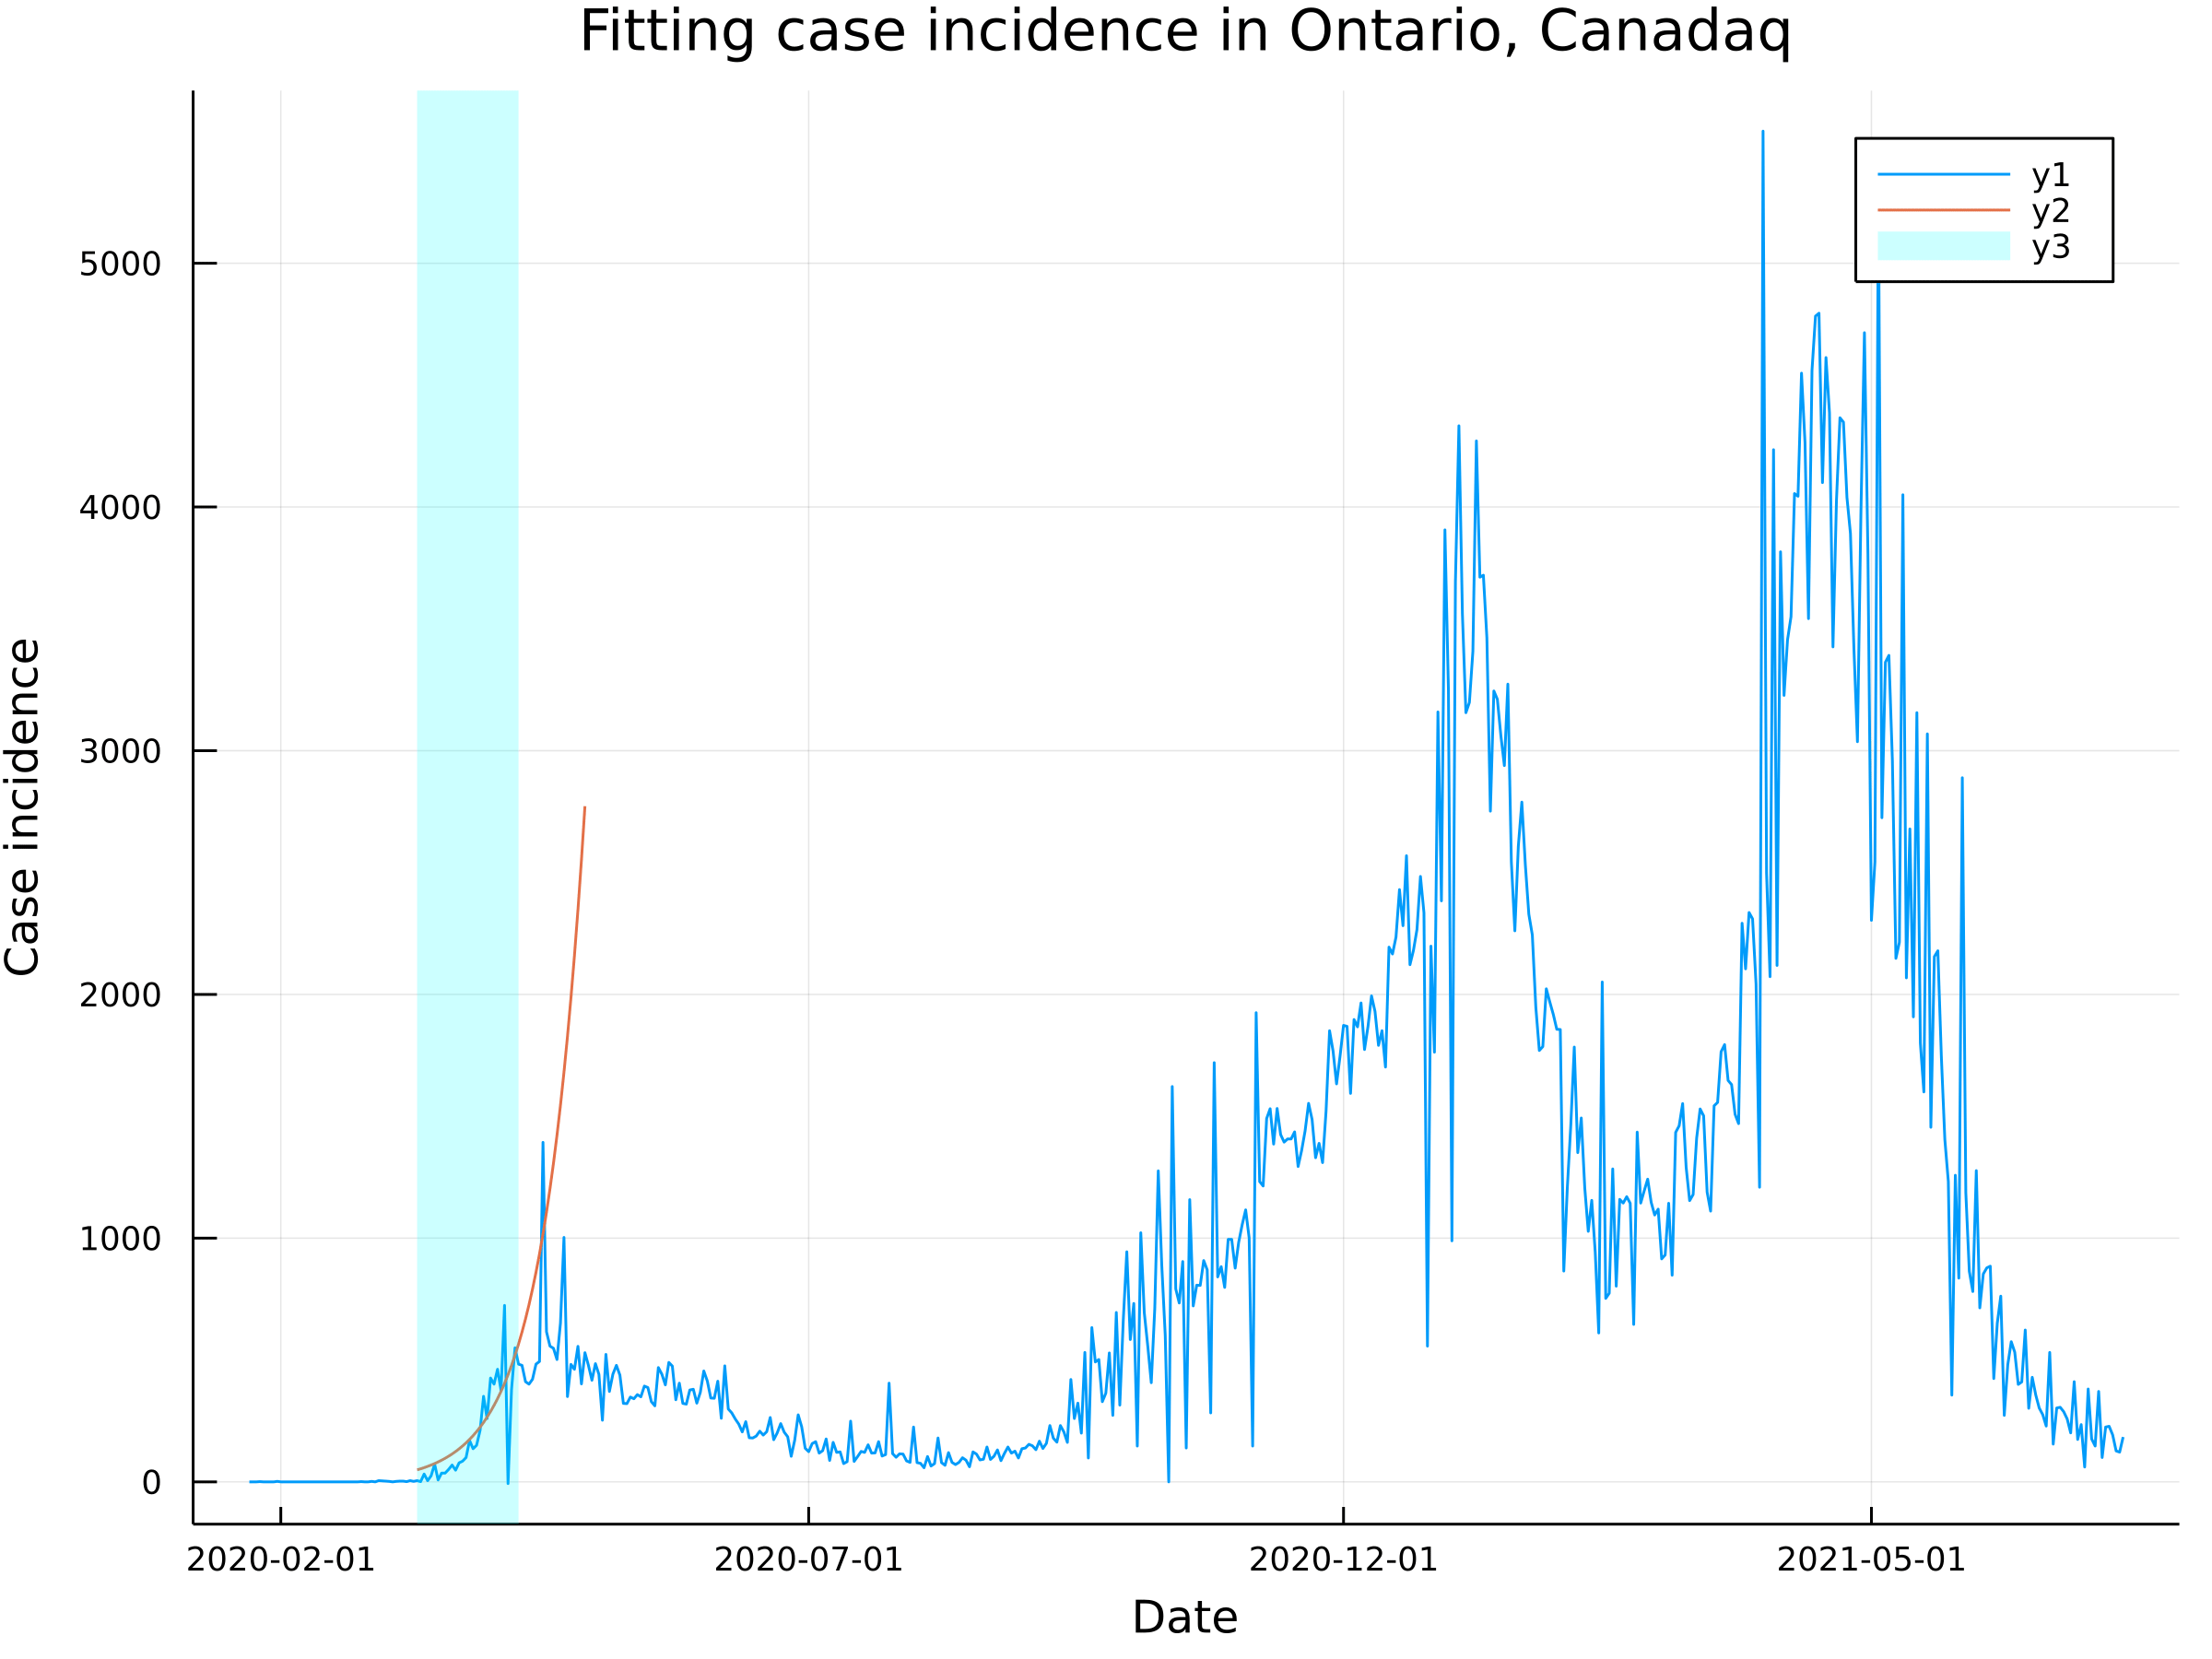 Fitting case incidence in Ontario, Canadaq
y1
y2
y3
5000
4000
3000
2000
1000
0
Case incidence
2020-02-01
2020-07-01
2020-12-01
2021-05-01
Date